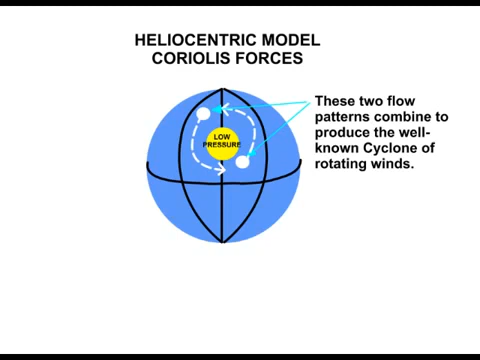 HELIOCENTRIC MODEL
CORIOLIS FORCES
These two flow
patterns combine to
produce the well-
known Cyclone of
rotating winds.
LOW
PRESSURE